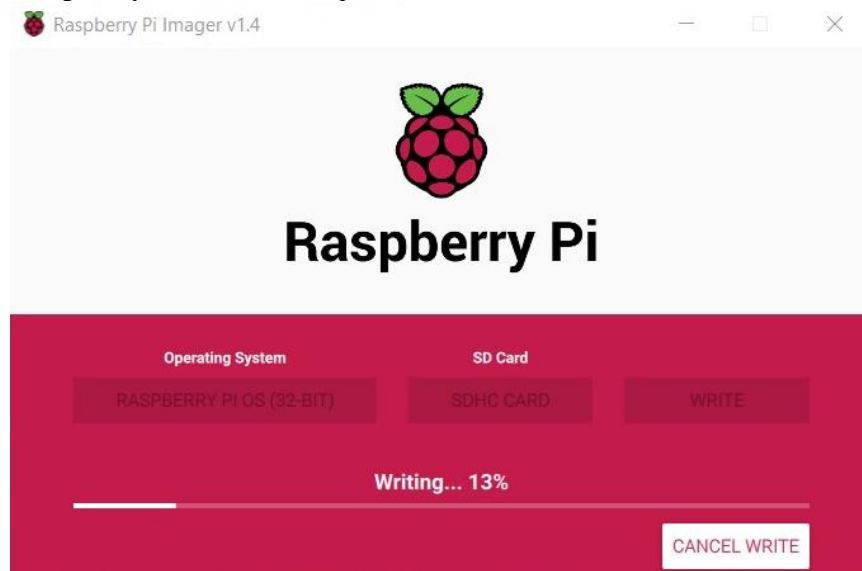 Raspberry Pi Imager v1.4
Raspberry Pi
Operating System
SD Card
RASPBERRY PI OS (32-BIT)
SDHC CARD
WRITE
Writing... 13%
CANCEL WRITE